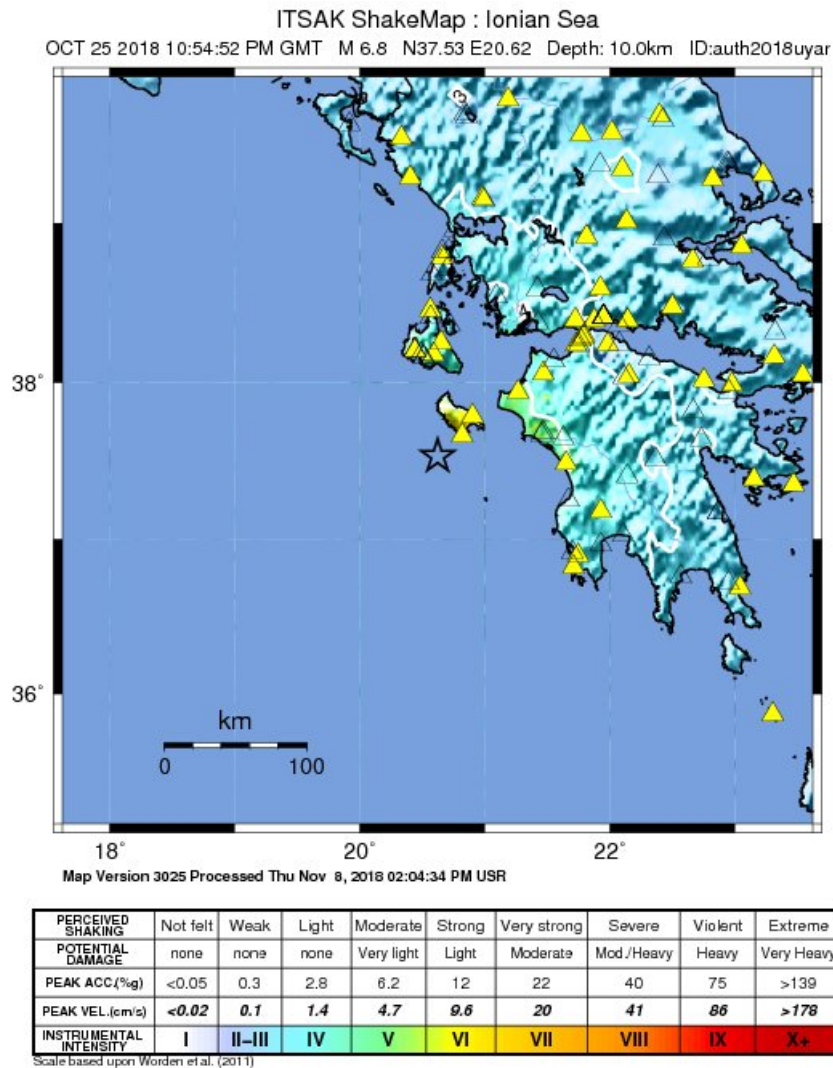 ITSAK ShakeMap : Ionian Sea
OCT 25 2018 10:54:52 PM GMT M 6.8 N37.53 E20.62 Depth: 10.0km ID:auth2018uyar
3
4
38˚
36˚
km
0 100
18˚ 20˚ 22˚
Map Version 3025 Processed Thu Nov 8, 2018 02:04:34 PM USR
PERCEIVED SHAKING Not felt Weak Light Moderate Strong Very strong Severe Violent Extreme
POTENTIAL DAMAGE none none none Very light Light Moderate Mod./Heavy Heavy Very Heavy
PEAK ACC.(%g) <0.05 0.3 2.8 6.2 12 22 40 75 >139
PEAK VEL.(cm/s) <0.02 0.1 1.4 4.7 9.6 20 41 86 >178
INSTRUMENTAL INTENSITY I II–III IV V VI VII VIII IX X+
Scale based upon Worden et al. (2011)